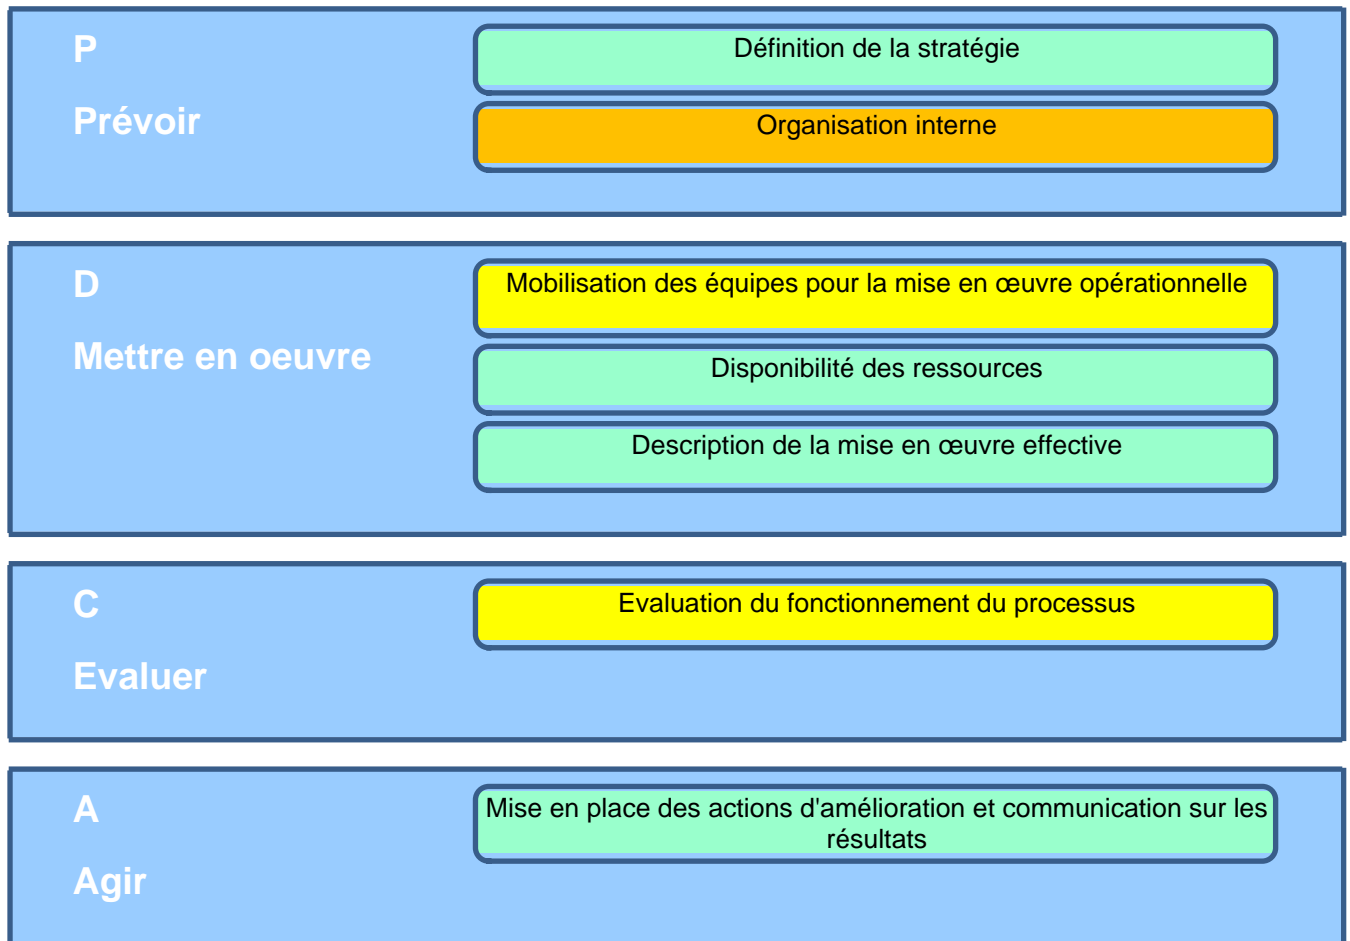 P
Prévoir
Définition de la stratégie
Organisation interne
D
Mettre en oeuvre
Mobilisation des équipes pour la mise en œuvre opérationnelle
Disponibilité des ressources
Description de la mise en œuvre effective
C
Evaluer
Evaluation du fonctionnement du processus
A
Agir
Mise en place des actions d'amélioration et communication sur les
résultats